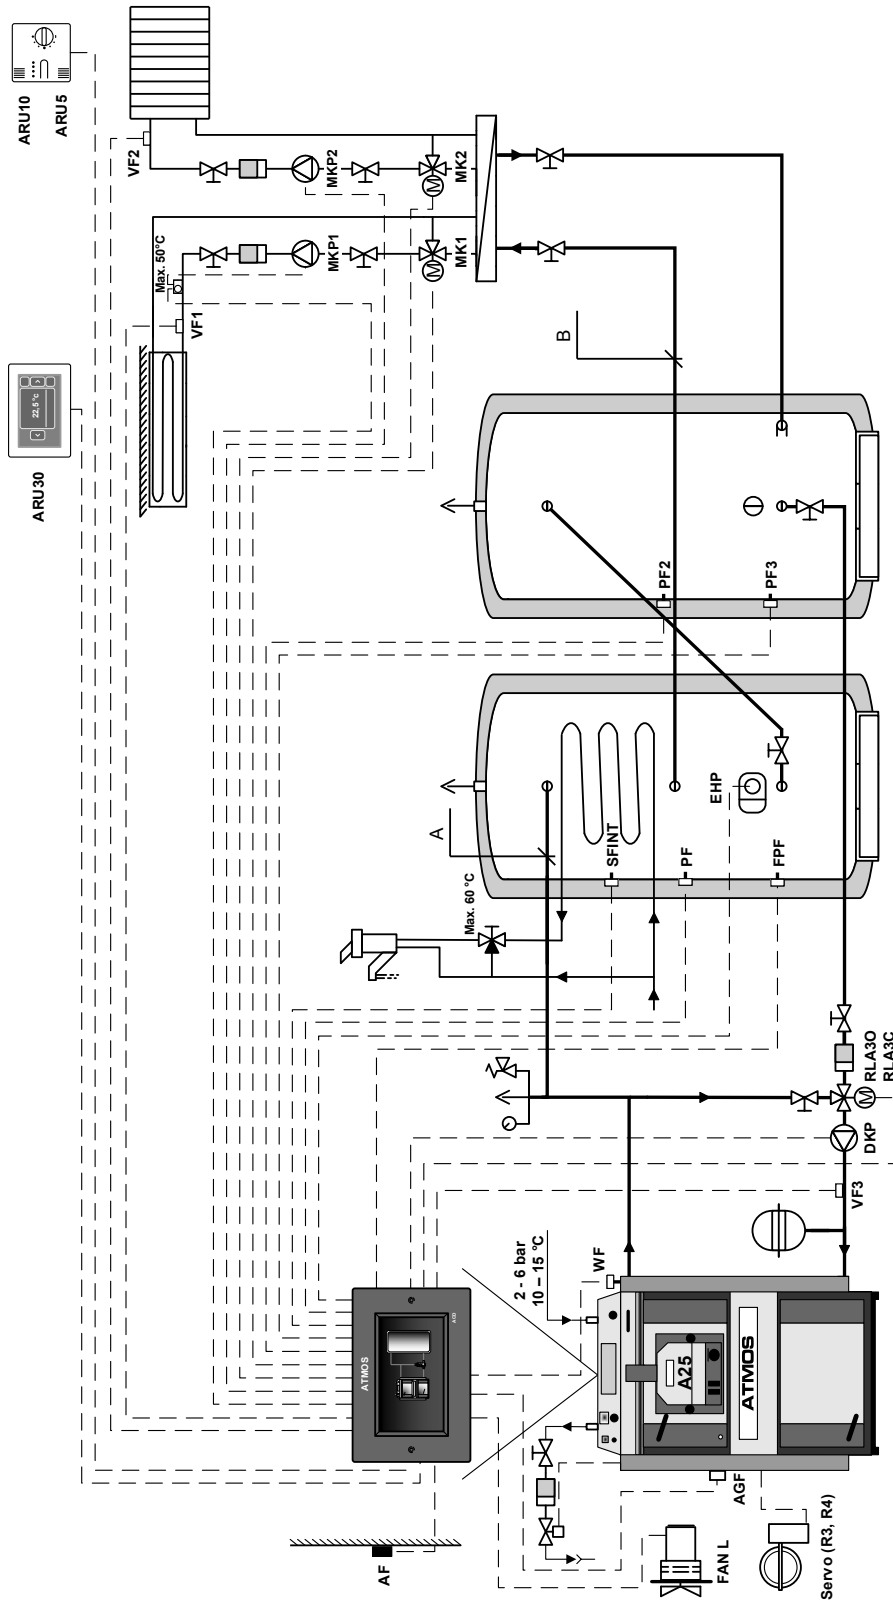 ARU10
ARU5
ARU30
22,5 °C
VF2
MKP2
MK2
Max. 50°C
VF1
MKP1
MK1
B
PF2
PF3
A
SFINT
PF
EHP
FPF
Max. 60 °C
RLA3O
RLA3C
M
M
M
DKP
VF3
2 - 6 bar
10 – 15 °C
WF
ATMOS
ACD
A25
ATMOS
AF
AGF
FAN L
Servo (R3, R4)